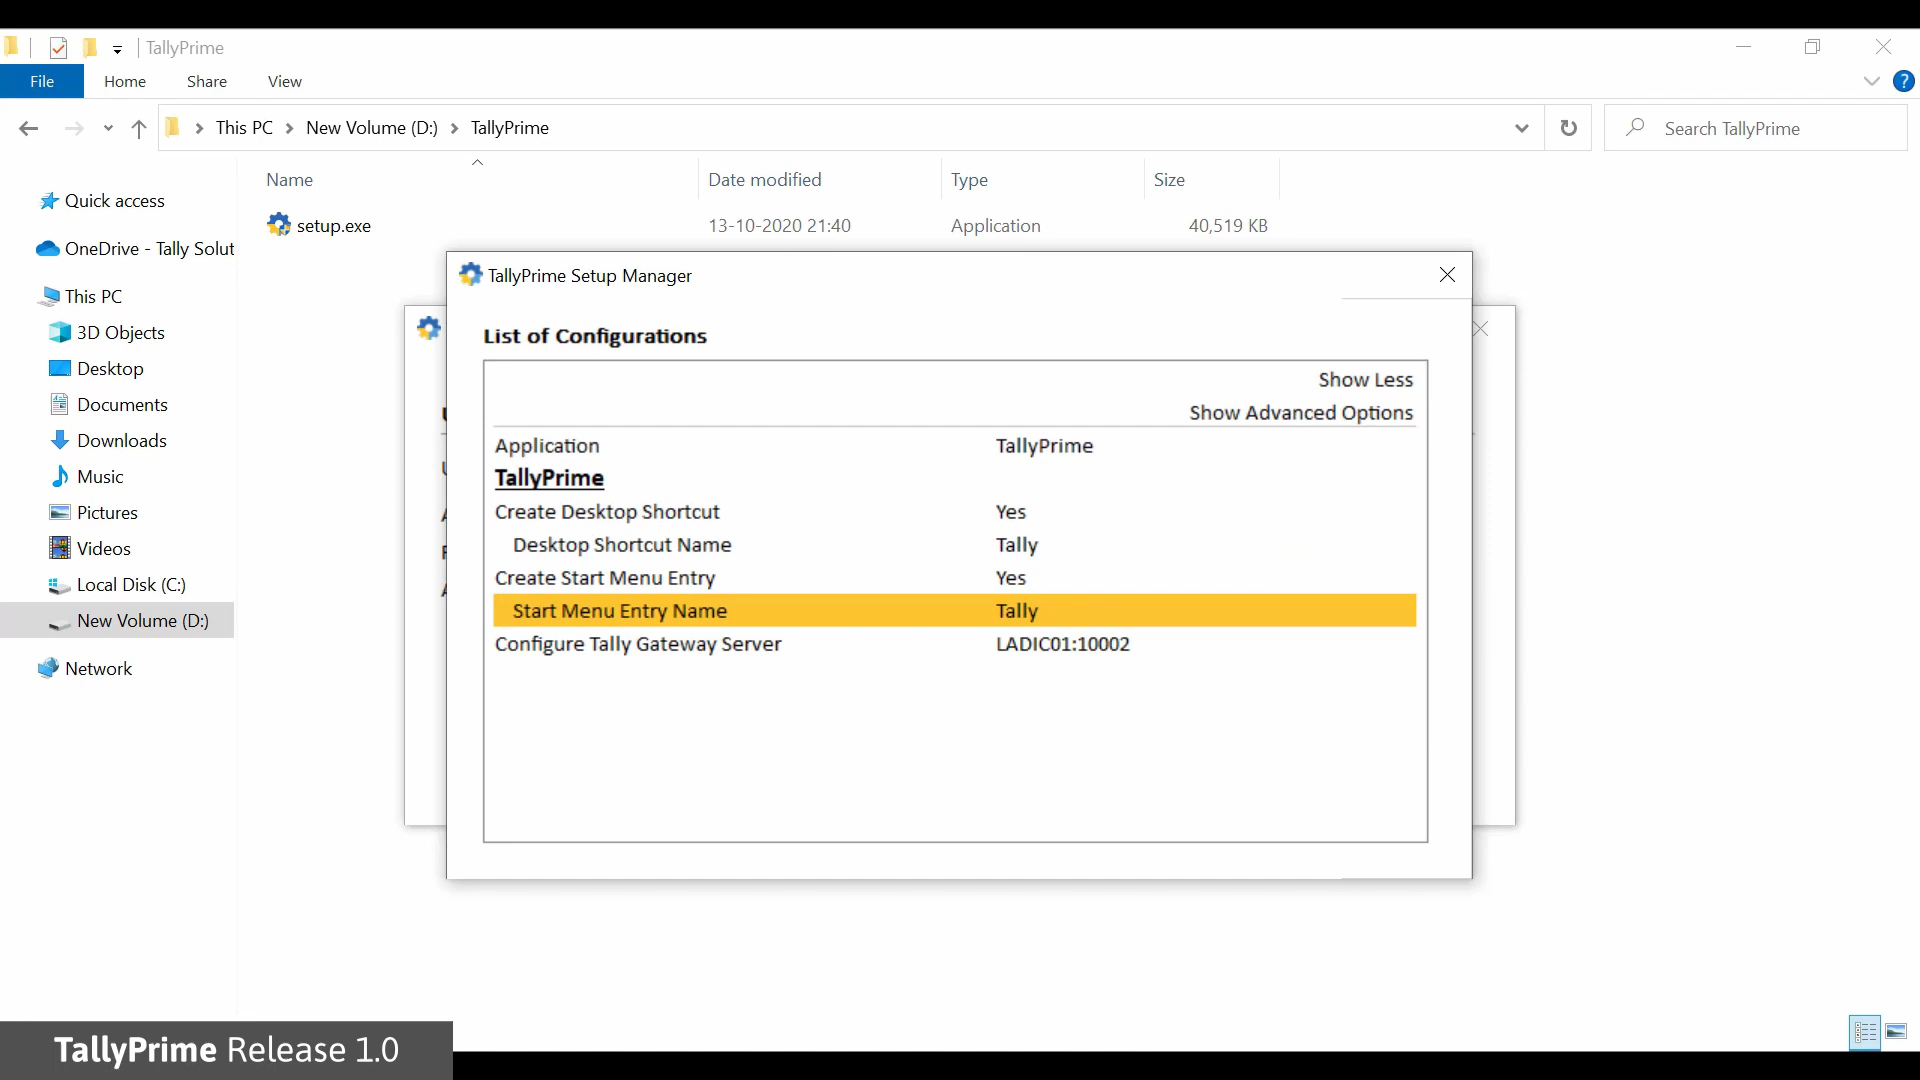 TallyPrime
File Home Share View
This PC New Volume (D:) TallyPrime
Search TallyPrime
Name Date modified Type Size
setup.exe 13-10-2020 21:40 Application 40,519 KB
Quick access
OneDrive - Tally Solut
This PC
3D Objects
Desktop
Documents
Downloads
Music
Pictures
Videos
Local Disk (C:)
New Volume (D:)
Network
TallyPrime Setup Manager
List of Configurations
Show Less
Show Advanced Options
Application TallyPrime
TallyPrime
Create Desktop Shortcut Yes
Desktop Shortcut Name Tally
Create Start Menu Entry Yes
Start Menu Entry Name Tally
Configure Tally Gateway Server LADIC01:10002
TallyPrime Release 1.0